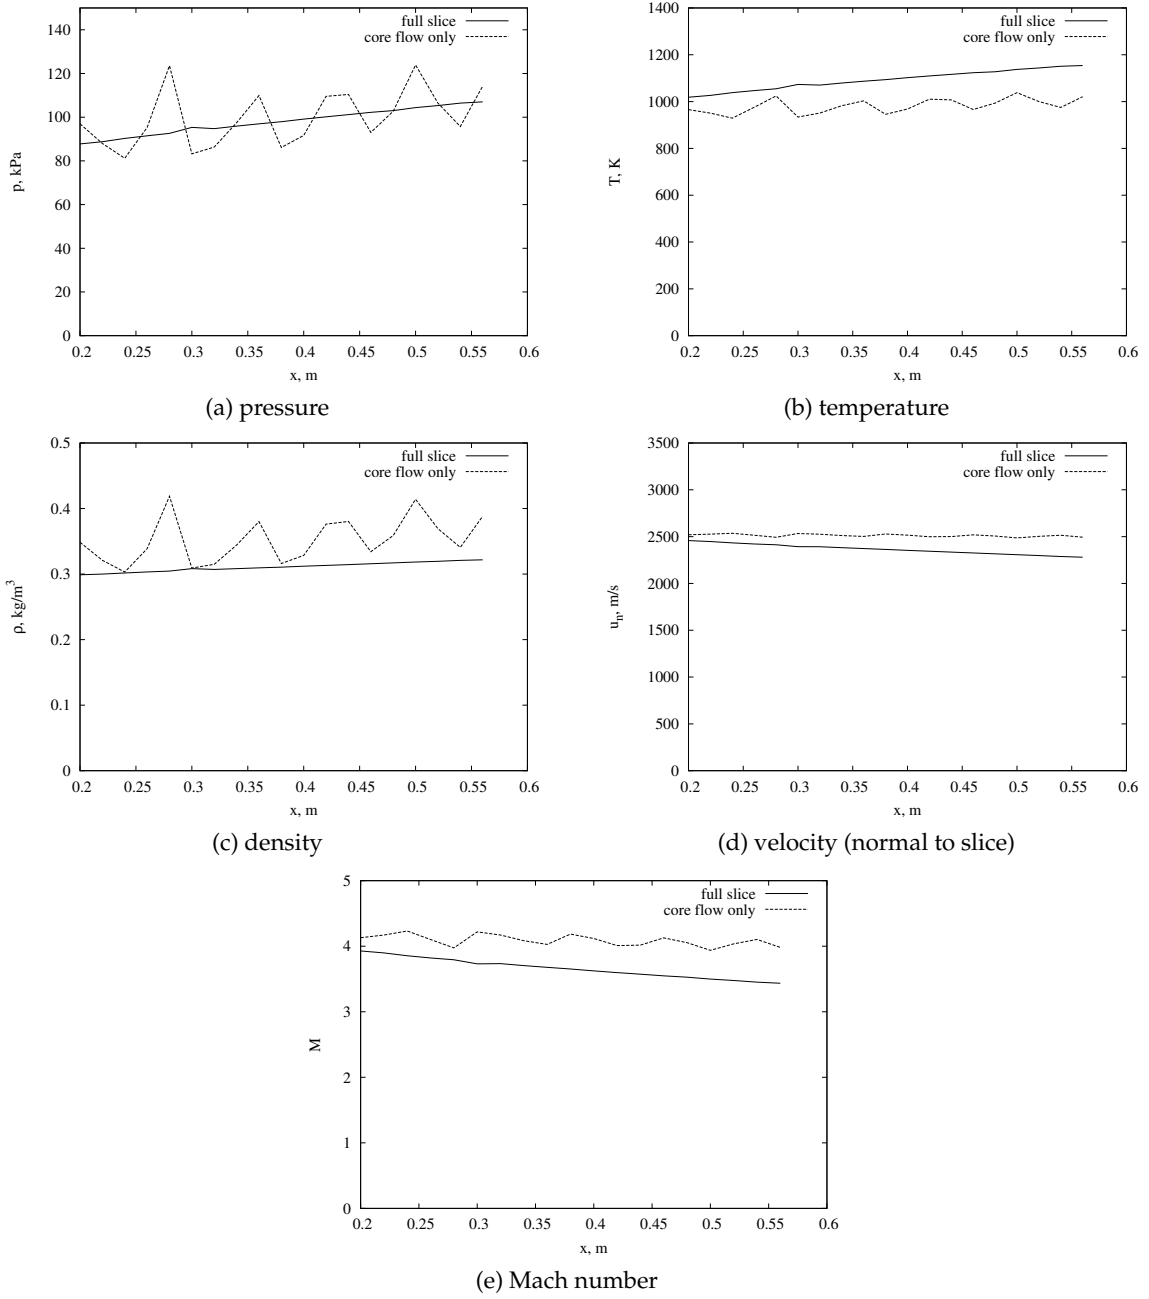 140
120
100
80
60
40
20
0
p, kPa
full slice
core flow only
0.2 0.25 0.3 0.35 0.4 0.45 0.5 0.55 0.6
x, m
(a) pressure
1400
1200
1000
800
600
400
200
0
T, K
full slice
core flow only
0.2 0.25 0.3 0.35 0.4 0.45 0.5 0.55 0.6
x, m
(b) temperature
0.5
0.4
0.3
0.2
0.1
0
ρ, kg/m³
full slice
core flow only
0.2 0.25 0.3 0.35 0.4 0.45 0.5 0.55 0.6
x, m
(c) density
3500
3000
2500
2000
1500
1000
500
0
uₙ, m/s
full slice
core flow only
0.2 0.25 0.3 0.35 0.4 0.45 0.5 0.55 0.6
x, m
(d) velocity (normal to slice)
5
4
3
2
1
0
M
full slice
core flow only
0.2 0.25 0.3 0.35 0.4 0.45 0.5 0.55 0.6
x, m
(e) Mach number